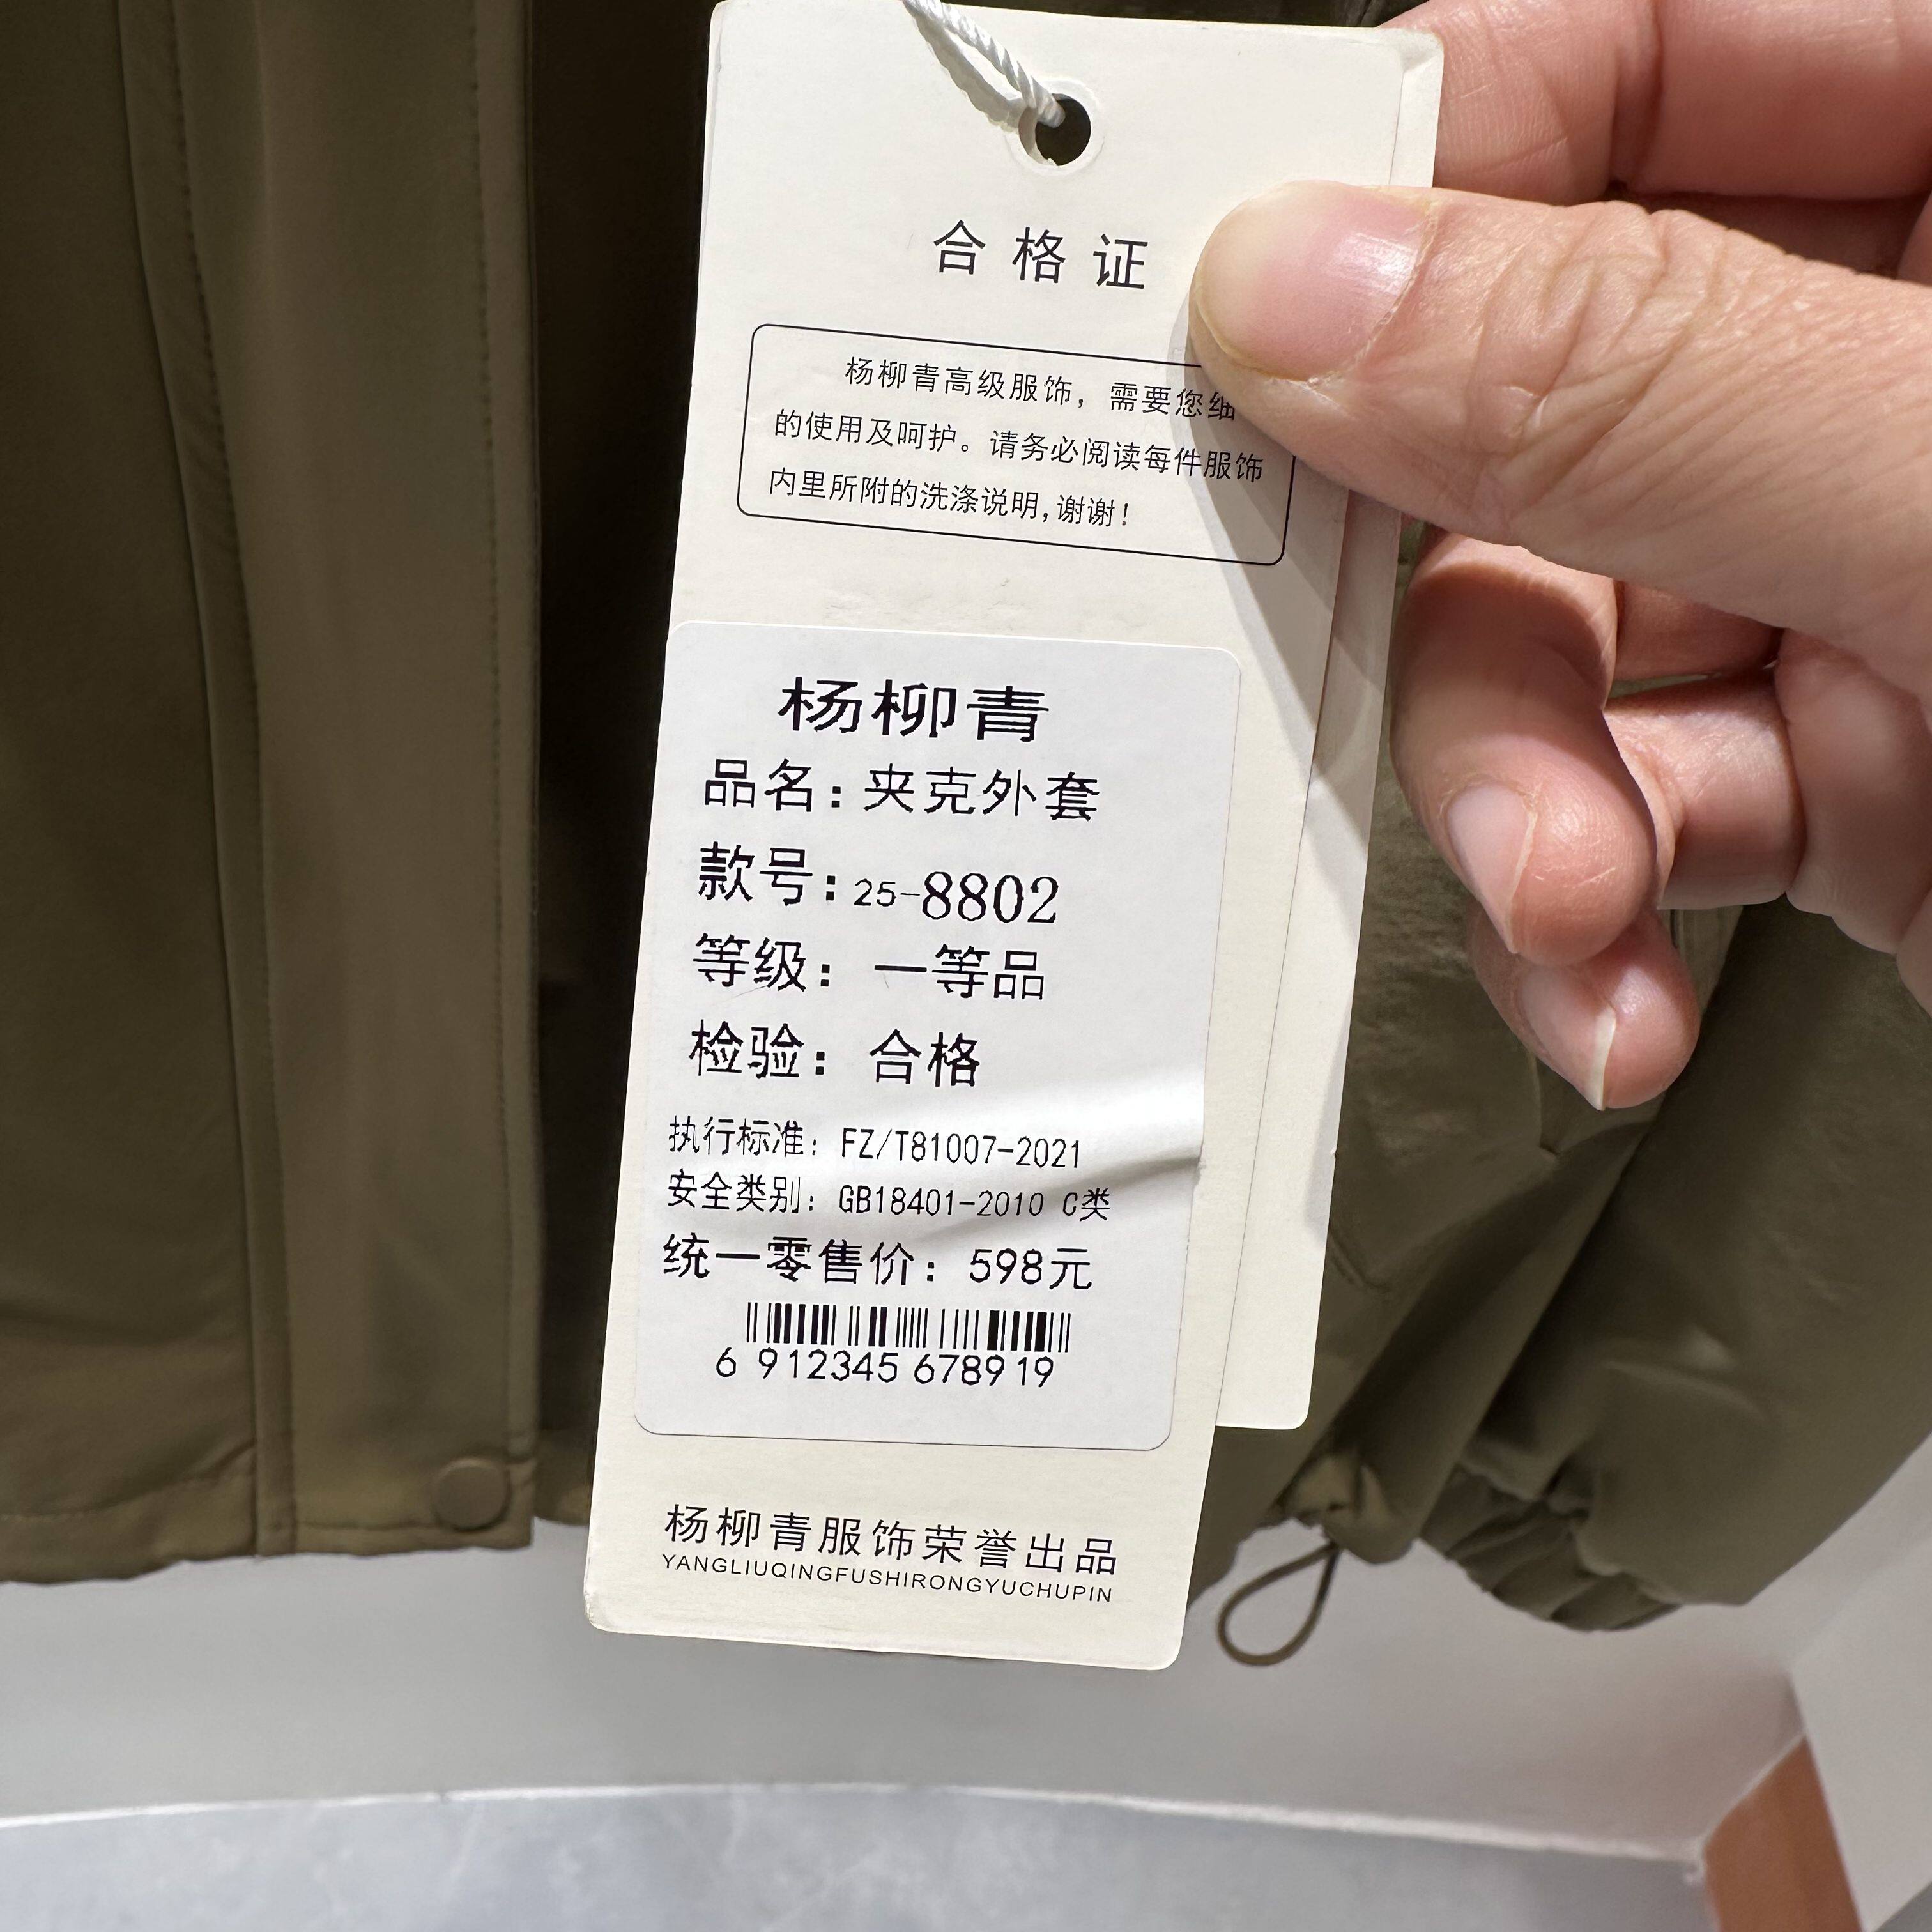 合格证
杨柳青高级服饰，需要您细
的使用及呵护。请务必阅读每件服饰
内里所附的洗涤说明,谢谢！
杨柳青
品名：夹克外套
款号：25-8802
等级：一等品
检验：合格
执行标准：FZ/T81007-2021
安全类别：GB18401-2010 C类
统一零售价：598元
6 912345 678919
杨柳青服饰荣誉出品
YANGLIUQINGFUSHIRONGYUCHUPIN